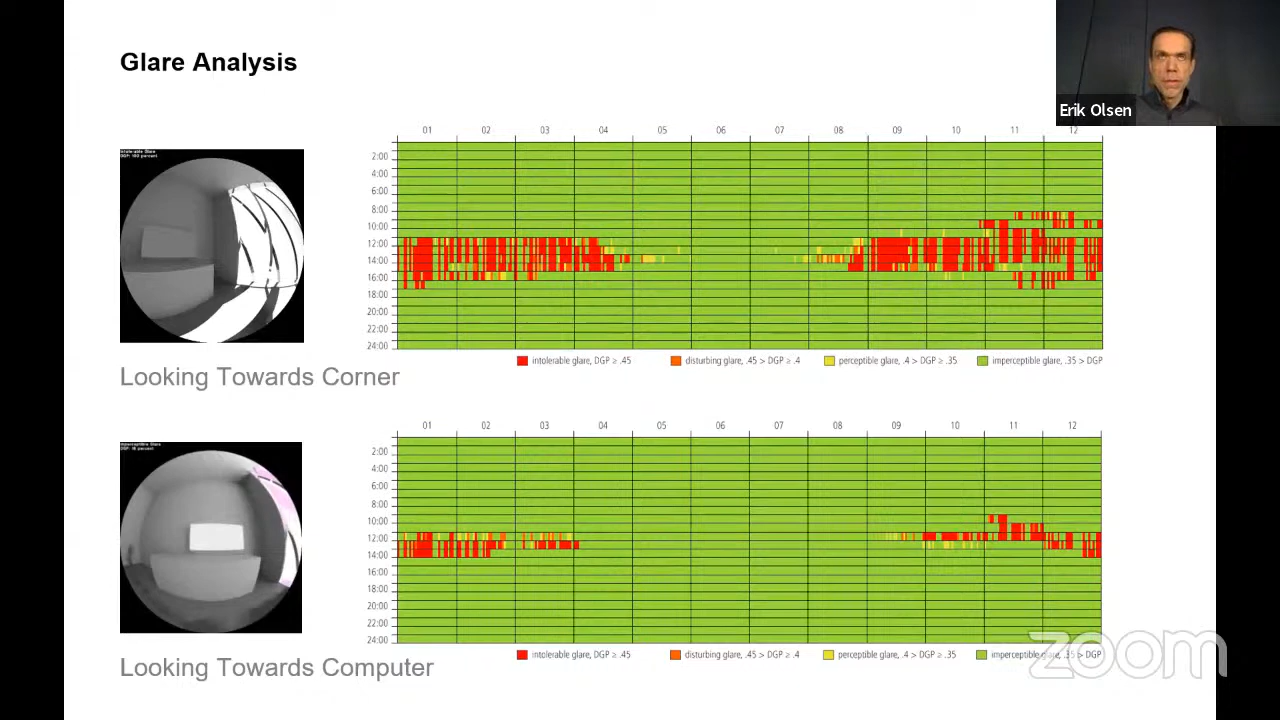 Glare Analysis
Erik Olsen
01 02 03 04 05 06 07 08 09 10 11 12
2:00
4:00
6:00
8:00
10:00
12:00
14:00
16:00
18:00
20:00
22:00
24:00
intolerable glare, DGP ≥ .45 disturbing glare, .45 > DGP ≥ .4 perceptible glare, .4 > DGP ≥ .35 imperceptible glare, .35 > DGP
Looking Towards Corner
01 02 03 04 05 06 07 08 09 10 11 12
2:00
4:00
6:00
8:00
10:00
12:00
14:00
16:00
18:00
20:00
22:00
24:00
intolerable glare, DGP ≥ .45 disturbing glare, .45 > DGP ≥ .4 perceptible glare, .4 > DGP ≥ .35 imperceptible glare, .35 > DGP
Looking Towards Computer
zoom